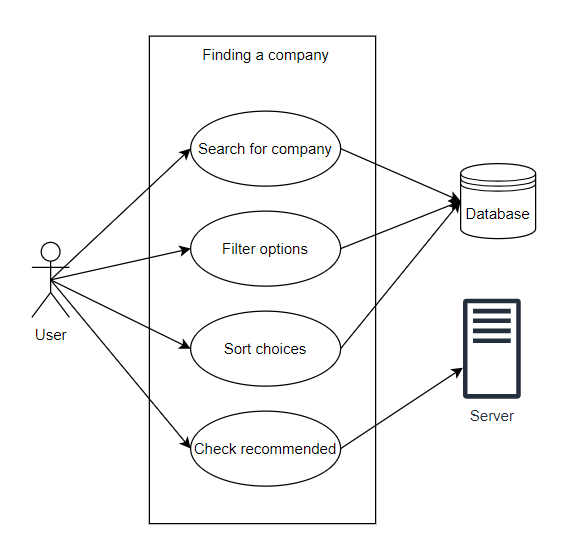 Finding a company
Search for company
Filter options
Sort choices
Check recommended
User
Database
Server